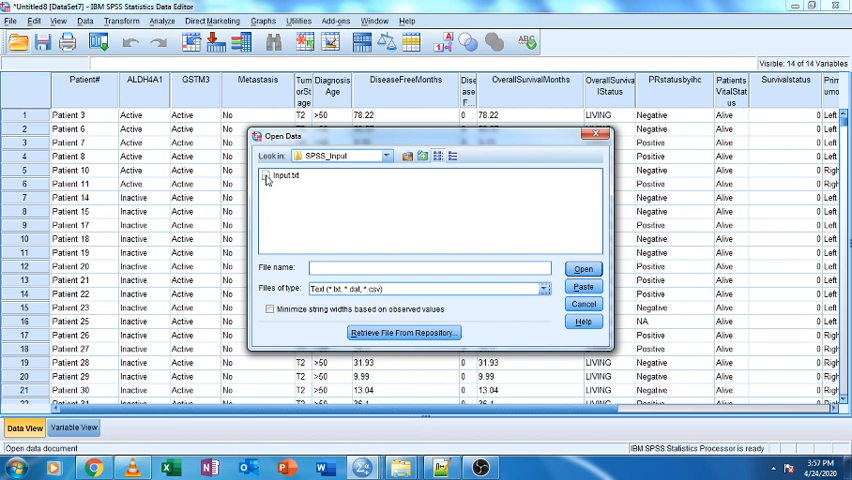 *Untitled8 [DataSet7] - IBM SPSS Statistics Data Editor
File Edit View Data Transform Analyze Direct Marketing Graphs Utilities Add-ons Window Help
Visible: 14 of 14 Variables
Patient# ALDH4A1 GSTM3 Metastasis TumorStage Diagnosis Age DiseaseFreeMonths Disease F... OverallSurvivalMonths OverallSurvivalStatus PRstatusbyihc PatientsVitalStatus Survivalstatus
1 Patient 3 Active Active No T2 >50 78.22 0 78.22 LIVING Negative Alive 0 Left
2 Patient 6 Active Active No Negative Alive 0 Left
3 Patient 7 Active Active No Positive Alive 0 Left
4 Patient 8 Active Active No Positive Alive 0 Left
5 Patient 10 Active Active No Positive Alive 0 Right
6 Patient 11 Active Active No Negative Alive 0 Right
7 Patient 14 Inactive Inactive No Positive Alive 0 Left
8 Patient 15 Inactive Active No Negative Alive 0 Left
9 Patient 17 Inactive Active No Negative Alive 0 Left
10 Patient 18 Inactive Active No Negative Alive 0 Right
11 Patient 19 Inactive Active No Negative Alive 0 Left
12 Patient 20 Inactive Active No Positive Alive 0 Left
13 Patient 21 Inactive Active No Positive Alive 0 Left
14 Patient 22 Active Active No Positive Alive 0 Left
15 Patient 24 Inactive Active No Positive Alive 0 Left
16 Patient 25 Inactive Active No NA Alive 0 Left
17 Patient 26 Inactive Active No Positive Alive 0 Right
18 Patient 27 Inactive Active No Positive Alive 0 Right
19 Patient 28 Inactive Active No T2 >50 31.93 0 31.93 LIVING Negative Alive 0 Left
20 Patient 29 Inactive Active No T2 >50 9.99 0 9.99 LIVING Negative Alive 0 Left
21 Patient 30 Inactive Active No T2 >50 13.04 0 13.04 LIVING Negative Alive 0 Right
Open Data
Look in: SPSS_Input
Input.txt
File name:
Open
Files of type: Text (*.txt, *.dat, *.csv)
Paste
Cancel
Minimize string widths based on observed values
Help
Retrieve File From Repository...
Data View Variable View
Open data document
IBM SPSS Statistics Processor is ready
3:57 PM
4/24/2020